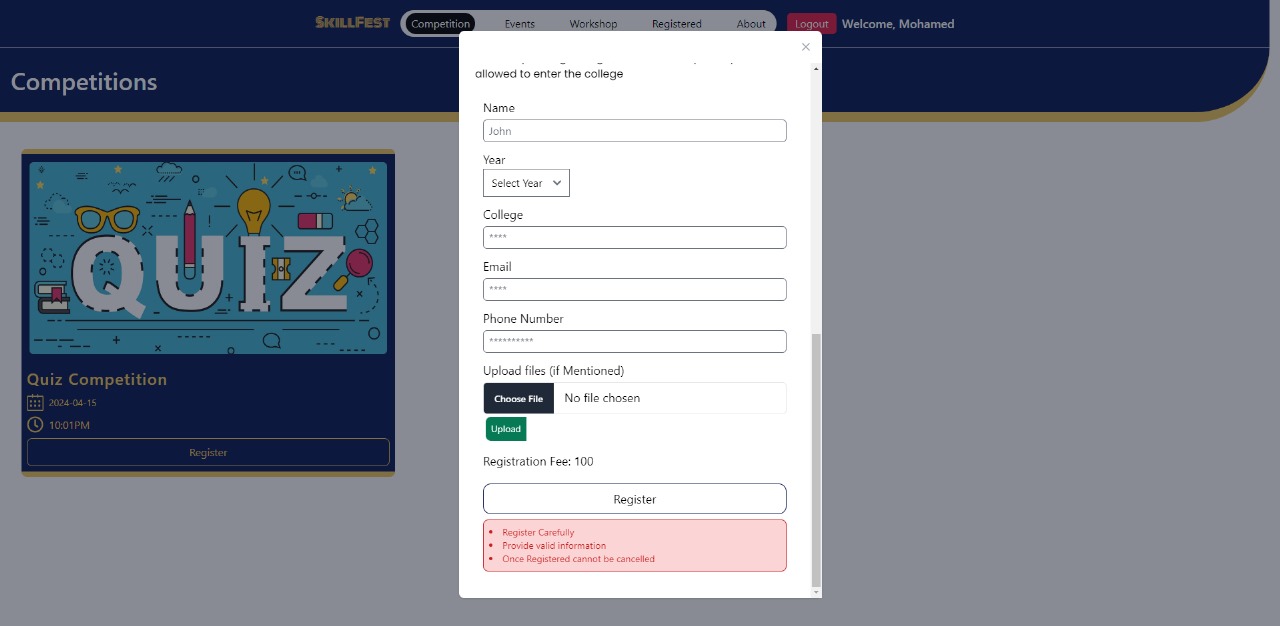 SKILLFEST
Competition
Events
Workshop
Registered
About
Logout
Welcome, Mohamed
Competitions
QUIZ
Quiz Competition
2024-04-15
10:01PM
Register
×
allowed to enter the college
Name
John
Year
Select Year
College
****
Email
****
Phone Number
**********
Upload files (if Mentioned)
Choose File No file chosen
Upload
Registration Fee: 100
Register
• Register Carefully
• Provide valid information
• Once Registered cannot be cancelled